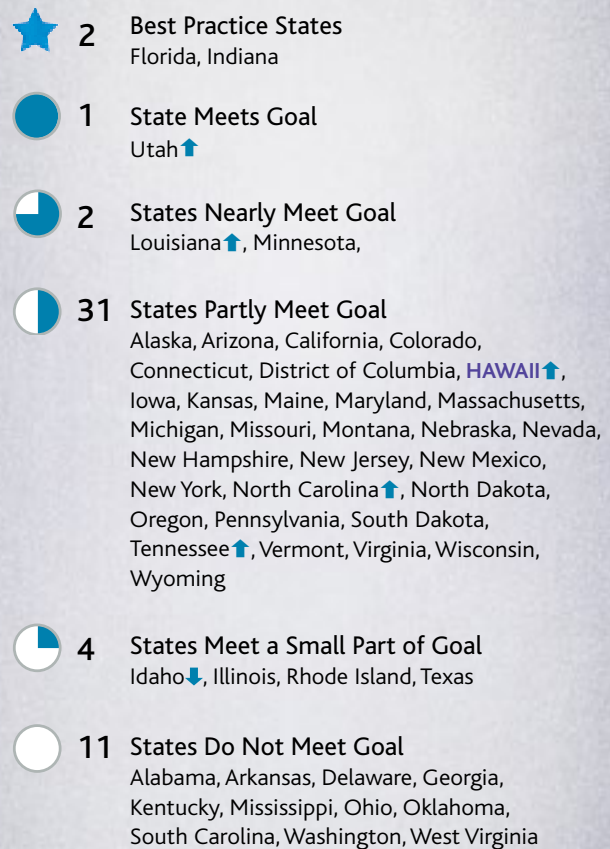 2 Best Practice States
Florida, Indiana
1 State Meets Goal
Utah⬆
2 States Nearly Meet Goal
Louisiana⬆, Minnesota,
31 States Partly Meet Goal
Alaska, Arizona, California, Colorado,
Connecticut, District of Columbia, HAWAII⬆,
Iowa, Kansas, Maine, Maryland, Massachusetts,
Michigan, Missouri, Montana, Nebraska, Nevada,
New Hampshire, New Jersey, New Mexico,
New York, North Carolina⬆, North Dakota,
Oregon, Pennsylvania, South Dakota,
Tennessee⬆, Vermont, Virginia, Wisconsin,
Wyoming
4 States Meet a Small Part of Goal
Idaho⬇, Illinois, Rhode Island, Texas
11 States Do Not Meet Goal
Alabama, Arkansas, Delaware, Georgia,
Kentucky, Mississippi, Ohio, Oklahoma,
South Carolina, Washington, West Virginia